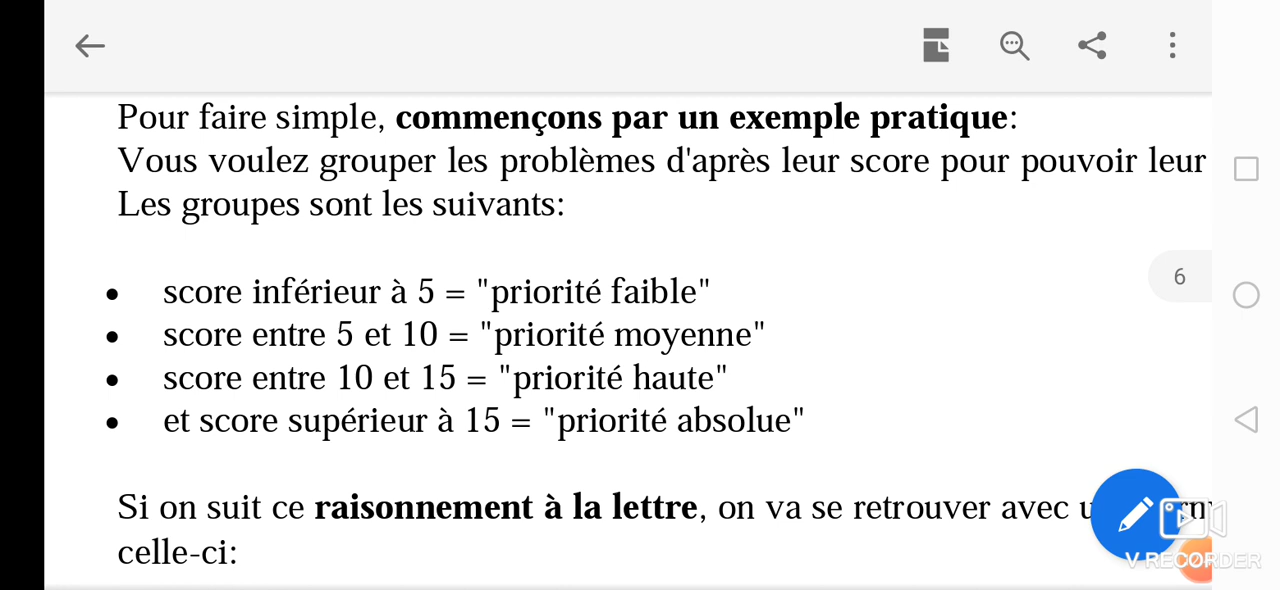 Pour faire simple, commençons par un exemple pratique:
Vous voulez grouper les problèmes d'après leur score pour pouvoir leur
Les groupes sont les suivants:
6
• score inférieur à 5 = "priorité faible"
• score entre 5 et 10 = "priorité moyenne"
• score entre 10 et 15 = "priorité haute"
• et score supérieur à 15 = "priorité absolue"
Si on suit ce raisonnement à la lettre, on va se retrouver avec
celle-ci:
V RECORDER